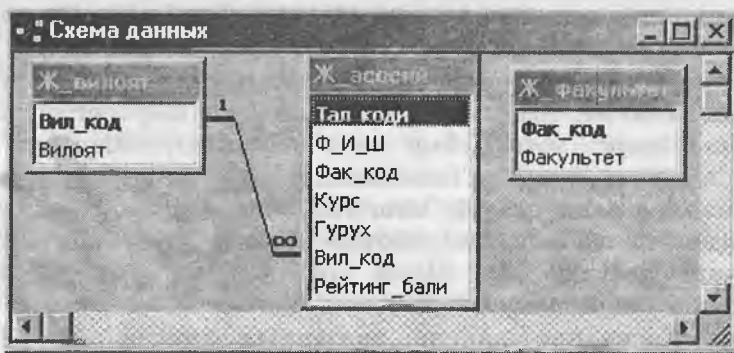 Схема данных
Ж_вилоят
Вил_код
Вилоят
1
∞
Ж_асосий
Тал_коди
Ф_И_Ш
Фак_код
Курс
Гурух
Вил_код
Рейтинг_бали
Ж_факультет
Фак_код
Факультет